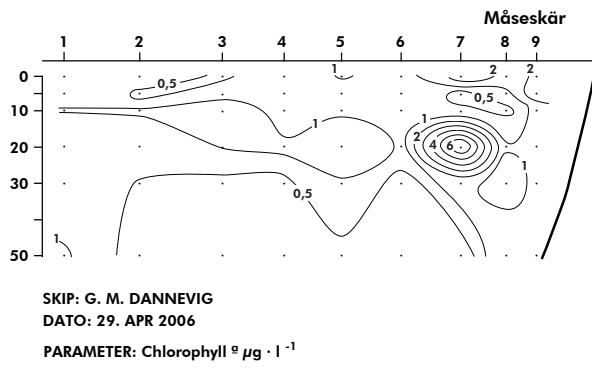 Måseskär
1 2 3 4 5 6 7 8 9
0 0,5 1 2 2
10 0,5
1 1
20 2 4 6
30 1
0,5
1
50
SKIP: G. M. DANNEVIG
DATO: 29. APR 2006
PARAMETER: Chlorophyll ª µg · l -1